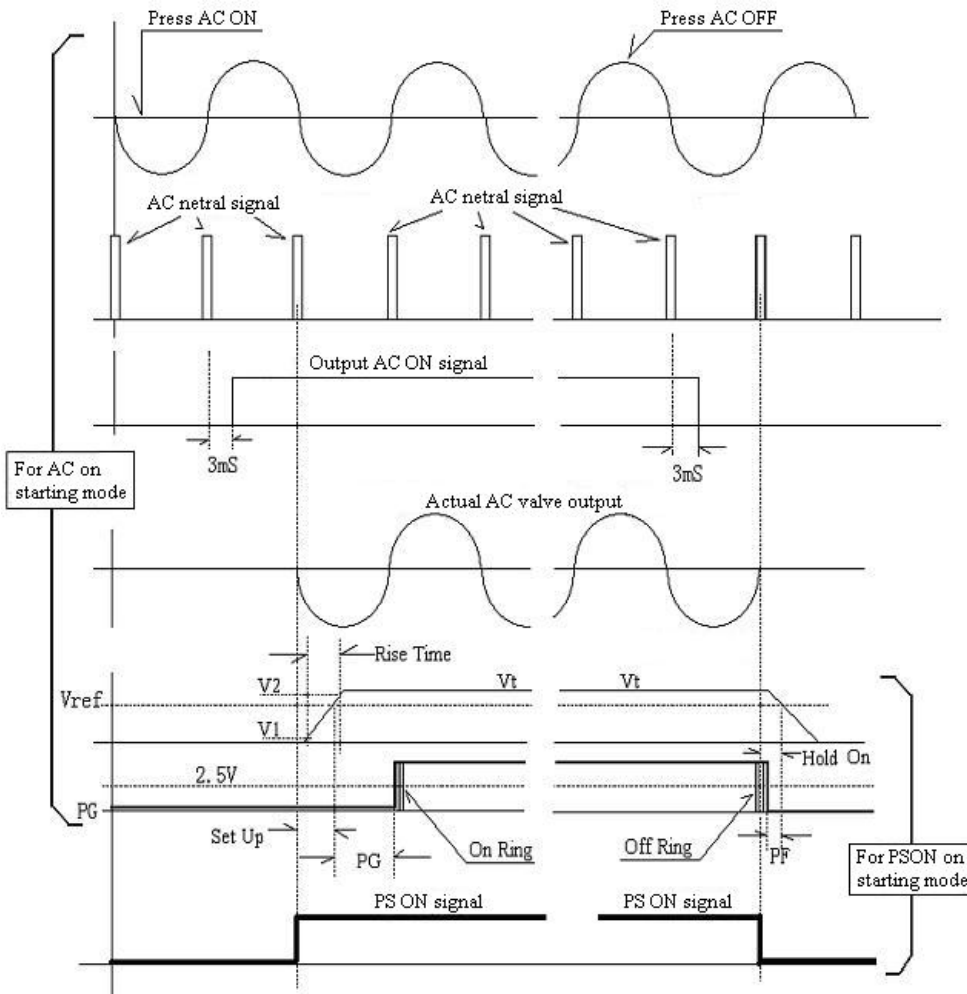 Press AC ON
Press AC OFF
AC netral signal
AC netral signal
Output AC ON signal
3mS
3mS
For AC on
starting mode
Actual AC valve output
Rise Time
V2
Vt
Vt
Vref
V1
Hold On
2.5V
PG
Set Up
On Ring
Off Ring
PG
PF
For PSON on
starting mode
PS ON signal
PS ON signal